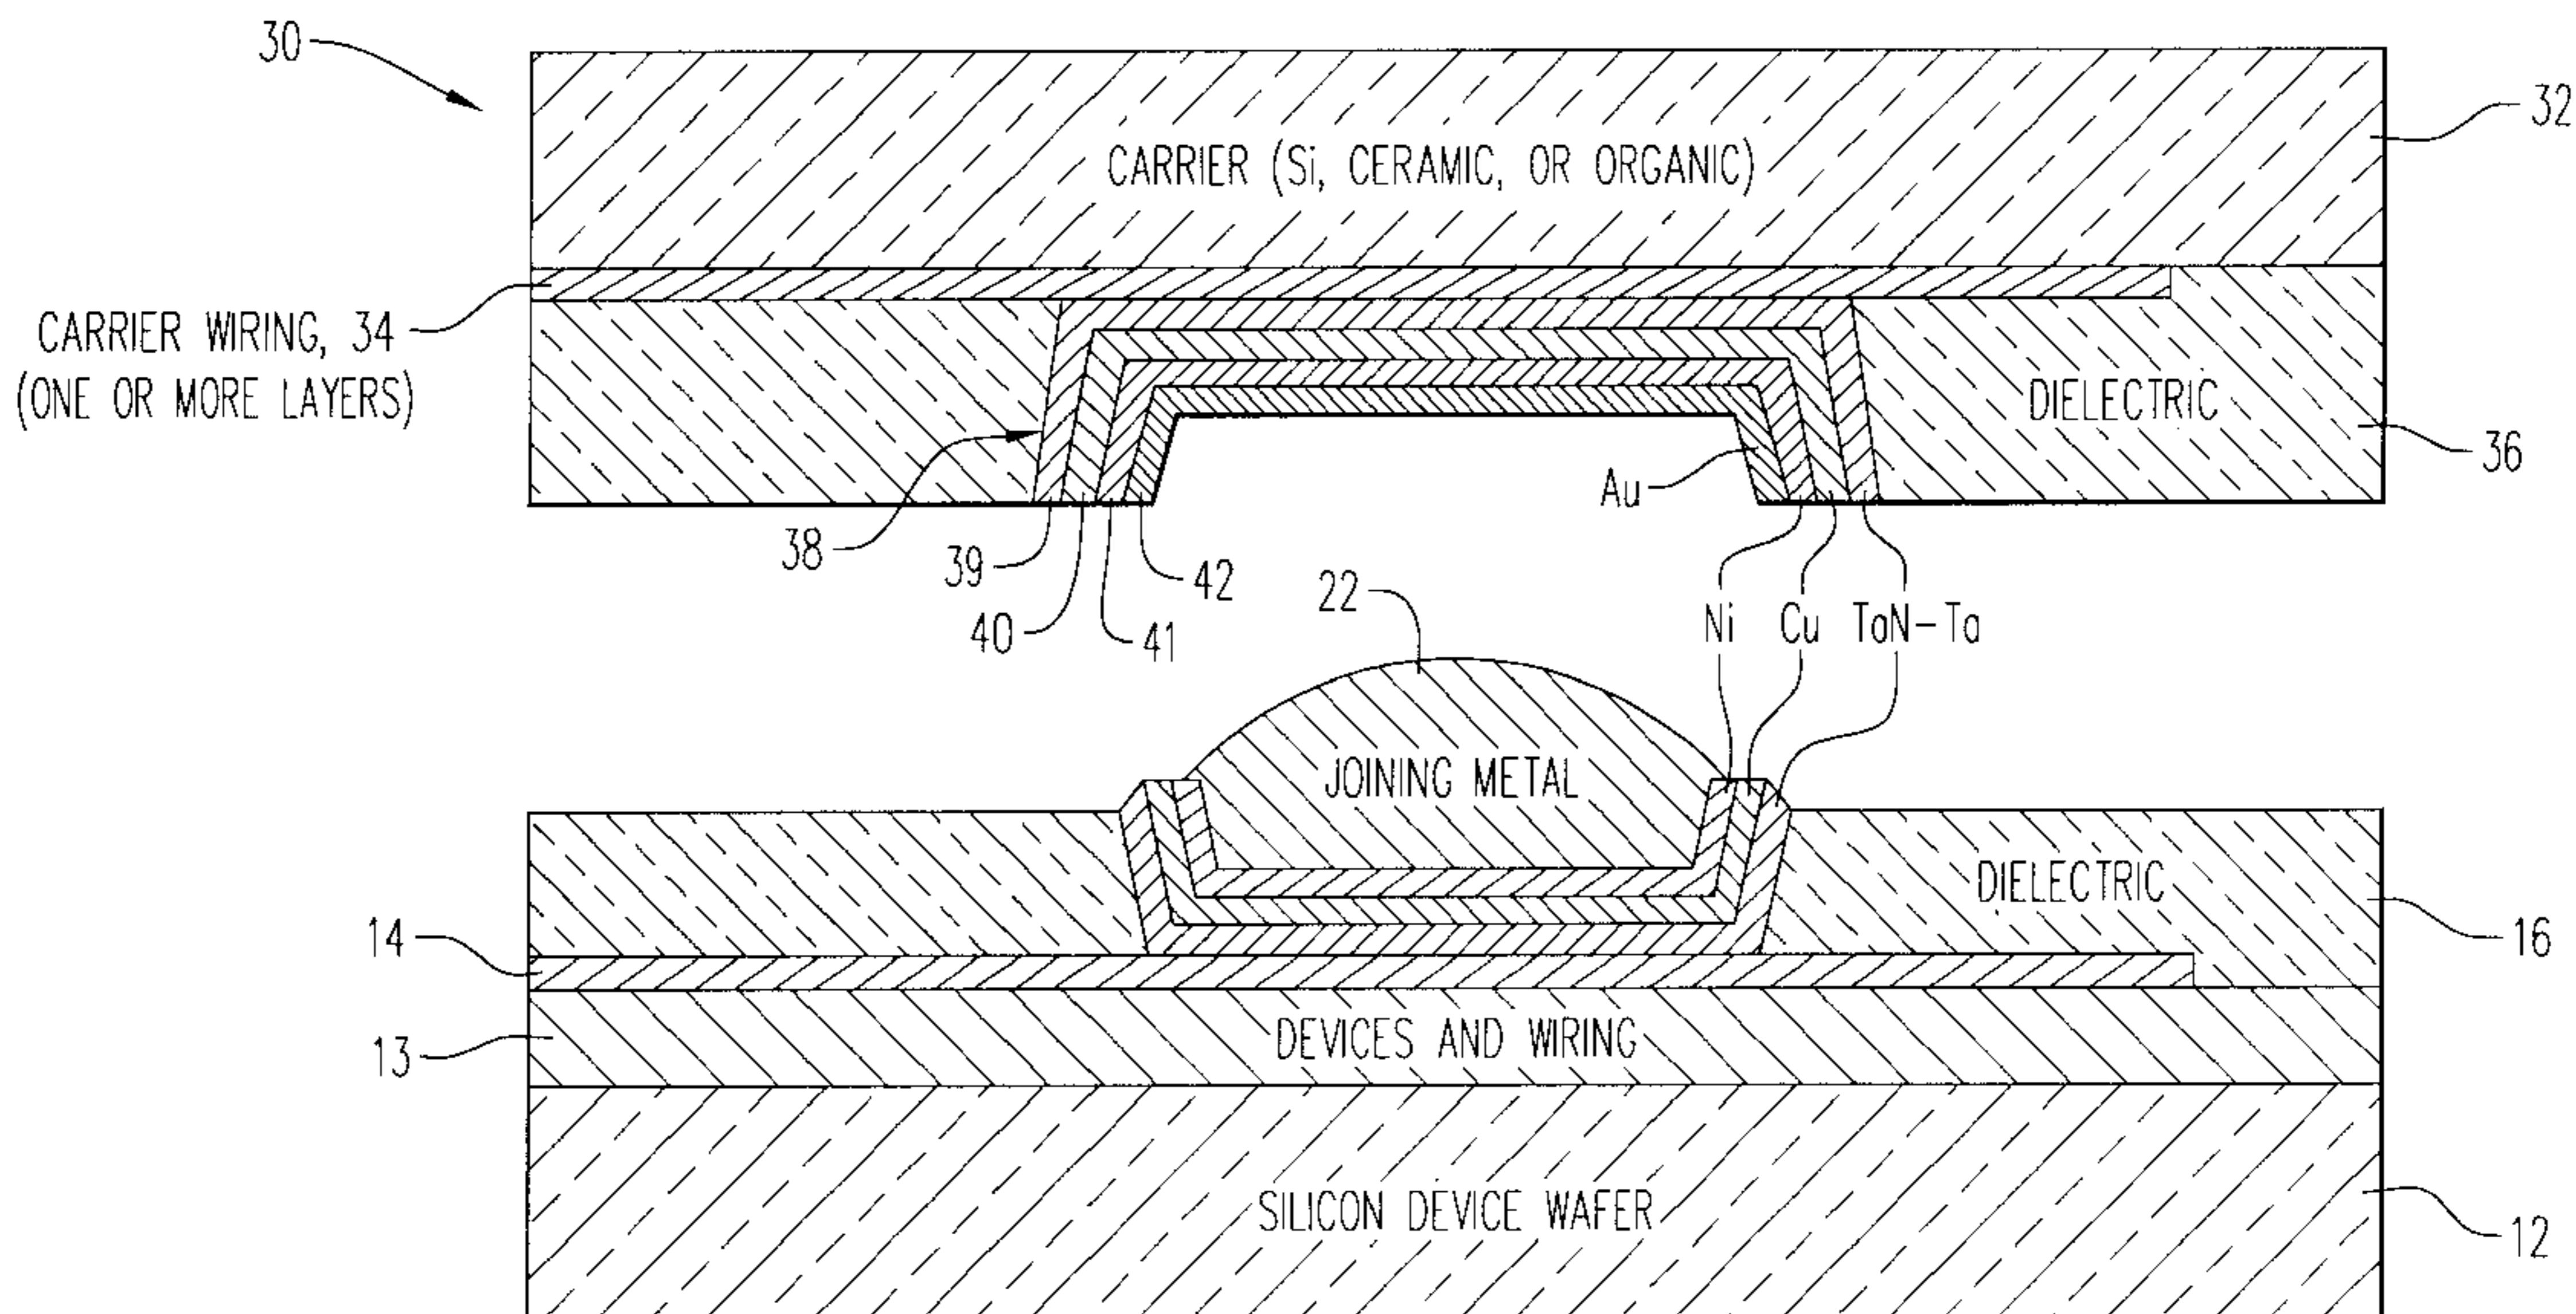 30
32
CARRIER (Si, CERAMIC, OR ORGANIC)
CARRIER WIRING, 34
(ONE OR MORE LAYERS)
DIELECTRIC
36
Au
38
39
42
40
41
22
Ni
Cu
TaN-Ta
JOINING METAL
DIELECTRIC
14
16
13
DEVICES AND WIRING
SILICON DEVICE WAFER
12